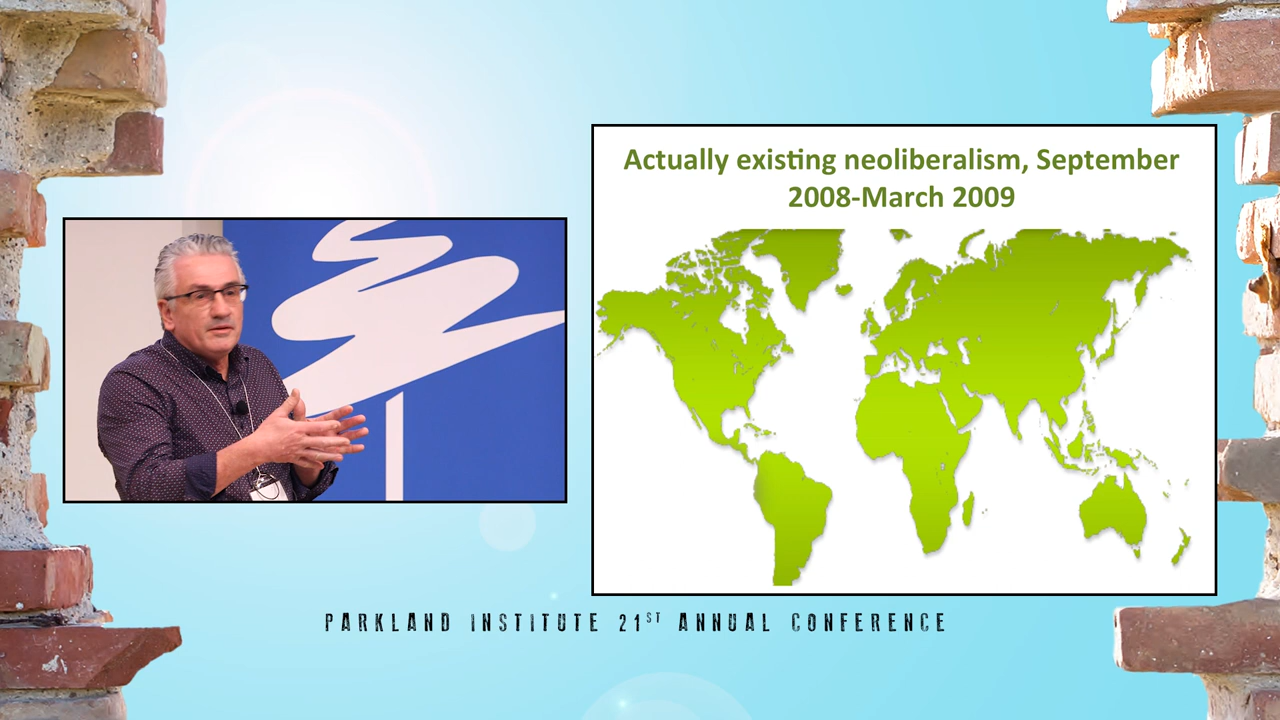 Actually existing neoliberalism, September
2008-March 2009
PARKLAND INSTITUTE 21ST ANNUAL CONFERENCE